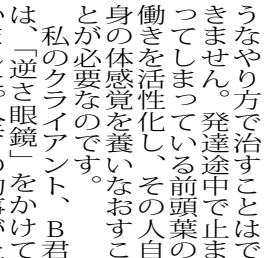 うなやり方で治すことはで
きません。発達途中で止ま
ってしまっている前頭葉の
働きを活性化し、その人自
身の体感覚を養いなおすこ
とが必要なのです。
私のクライアント、B君
は、「逆さ眼鏡」をかけて